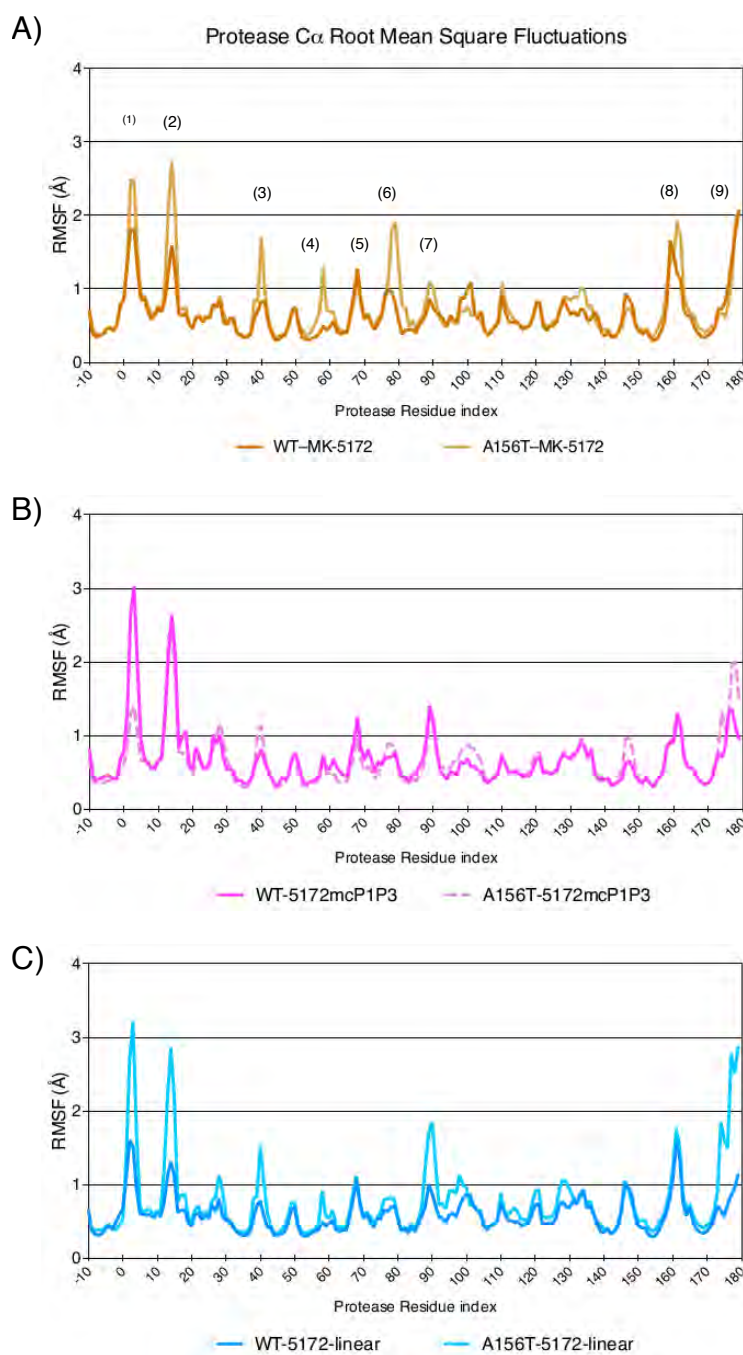 A)
Protease Cα Root Mean Square Fluctuations
4
3
2
1
0
RMSF (Å)
(1)
(2)
(3)
(4)
(5)
(6)
(7)
(8)
(9)
-10 0 10 20 30 40 50 60 70 80 90 100 110 120 130 140 150 160 170 180
Protease Residue index
WT–MK-5172 A156T–MK-5172
B)
4
3
2
1
0
RMSF (Å)
-10 0 10 20 30 40 50 60 70 80 90 100 110 120 130 140 150 160 170 180
Protease Residue index
WT-5172mcP1P3 A156T-5172mcP1P3
C)
4
3
2
1
0
RMSF (Å)
-10 0 10 20 30 40 50 60 70 80 90 100 110 120 130 140 150 160 170 180
Protease Residue index
WT-5172-linear A156T-5172-linear